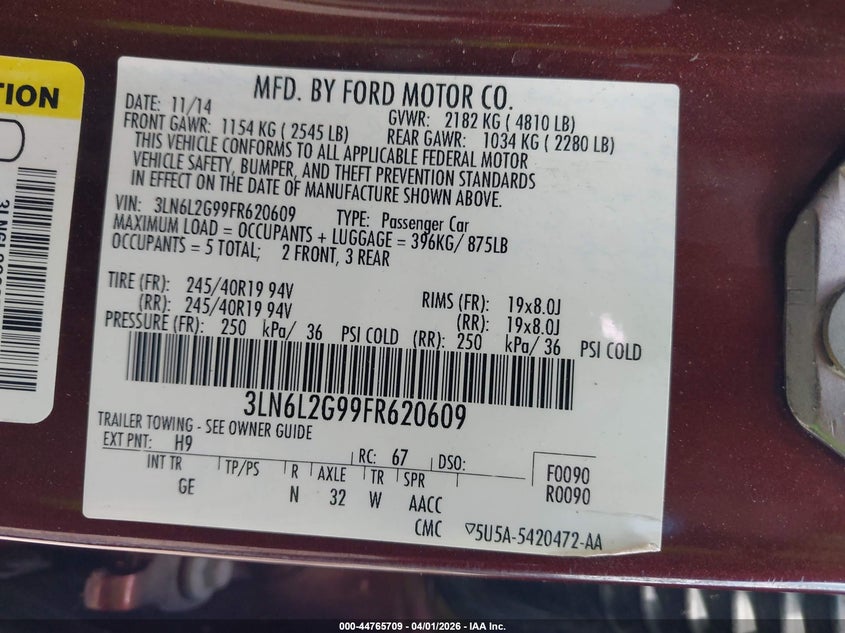 TION
MFD. BY FORD MOTOR CO.
DATE: 11/14
GVWR: 2182 KG ( 4810 LB)
FRONT GAWR: 1154 KG ( 2545 LB)
REAR GAWR: 1034 KG ( 2280 LB)
THIS VEHICLE CONFORMS TO ALL APPLICABLE FEDERAL MOTOR
VEHICLE SAFETY, BUMPER, AND THEFT PREVENTION STANDARDS
IN EFFECT ON THE DATE OF MANUFACTURE SHOWN ABOVE.
VIN: 3LN6L2G99FR620609 TYPE: Passenger Car
MAXIMUM LOAD = OCCUPANTS + LUGGAGE = 396KG/ 875LB
OCCUPANTS = 5 TOTAL; 2 FRONT, 3 REAR
TIRE (FR): 245/40R19 94V RIMS (FR): 19x8.0J
(RR): 245/40R19 94V (RR): 19x8.0J
PRESSURE (FR): 250 kPa/ 36 PSI COLD (RR): 250 kPa/ 36 PSI COLD
3LN6L2G99FR620609
TRAILER TOWING - SEE OWNER GUIDE
EXT PNT: H9 RC: 67 DSO: F0090
INT TR TP/PS R AXLE TR SPR R0090
GE N 32 W AACC
CMC ▽5U5A-5420472-AA
000-44765709 - 04/01/2026 - IAA Inc.